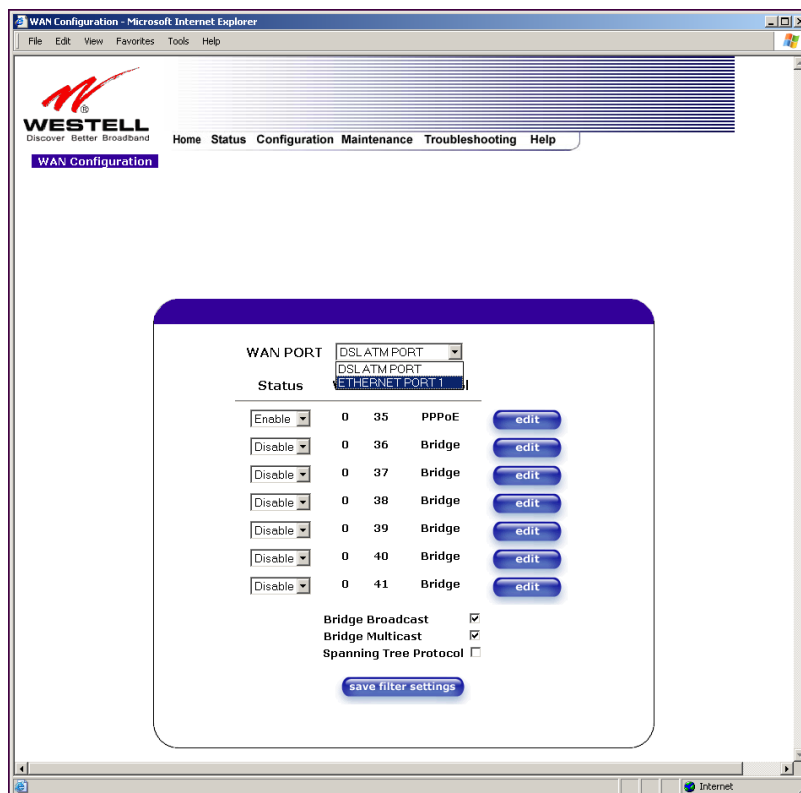 WAN Configuration - Microsoft Internet Explorer
File Edit View Favorites Tools Help
WESTELL
®
Discover Better Broadband
Home Status Configuration Maintenance Troubleshooting Help
WAN Configuration
WAN PORT DSL ATM PORT
DSL ATM PORT
Status ETHERNET PORT 1
Enable 0 35 PPPoE edit
Disable 0 36 Bridge edit
Disable 0 37 Bridge edit
Disable 0 38 Bridge edit
Disable 0 39 Bridge edit
Disable 0 40 Bridge edit
Disable 0 41 Bridge edit
Bridge Broadcast
Bridge Multicast
Spanning Tree Protocol
save filter settings
Internet